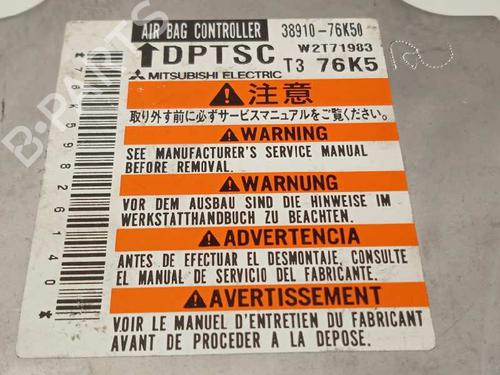 AIR BAG CONTROLLER 38910-76K50
↑DPTSC W2T71983
MITSUBISHI ELECTRIC T3 76K5
注意
取り外す前に必ずサービスマニュアルをご覧ください。
WARNING
SEE MANUFACTURER'S SERVICE MANUAL
BEFORE REMOVAL.
WARNUNG
VOR DEM AUSBAU SIND DIE HINWEISE IM
WERKSTATTHANDBUCH ZU BEACHTEN.
ADVERTENCIA
ANTES DE EFECTUAR EL DESMONTAJE, CONSULTE
EL MANUAL DE SERVICIO DEL FABRICANTE.
AVERTISSEMENT
VOIR LE MANUEL D'ENTRETIEN DU FABRICANT
AVANT DE PROCEDER A LA DEPOSE.
B-PARTS